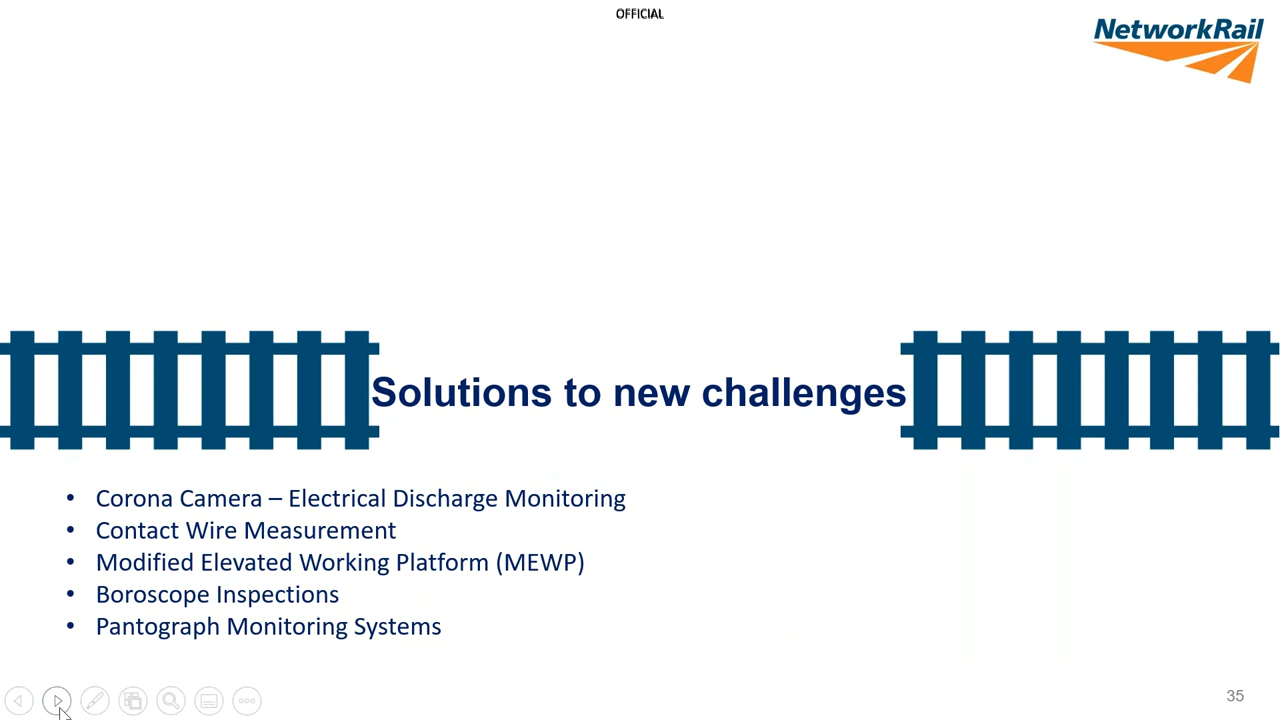 OFFICIAL
NetworkRail
Solutions to new challenges
• Corona Camera – Electrical Discharge Monitoring
• Contact Wire Measurement
• Modified Elevated Working Platform (MEWP)
• Boroscope Inspections
• Pantograph Monitoring Systems
35